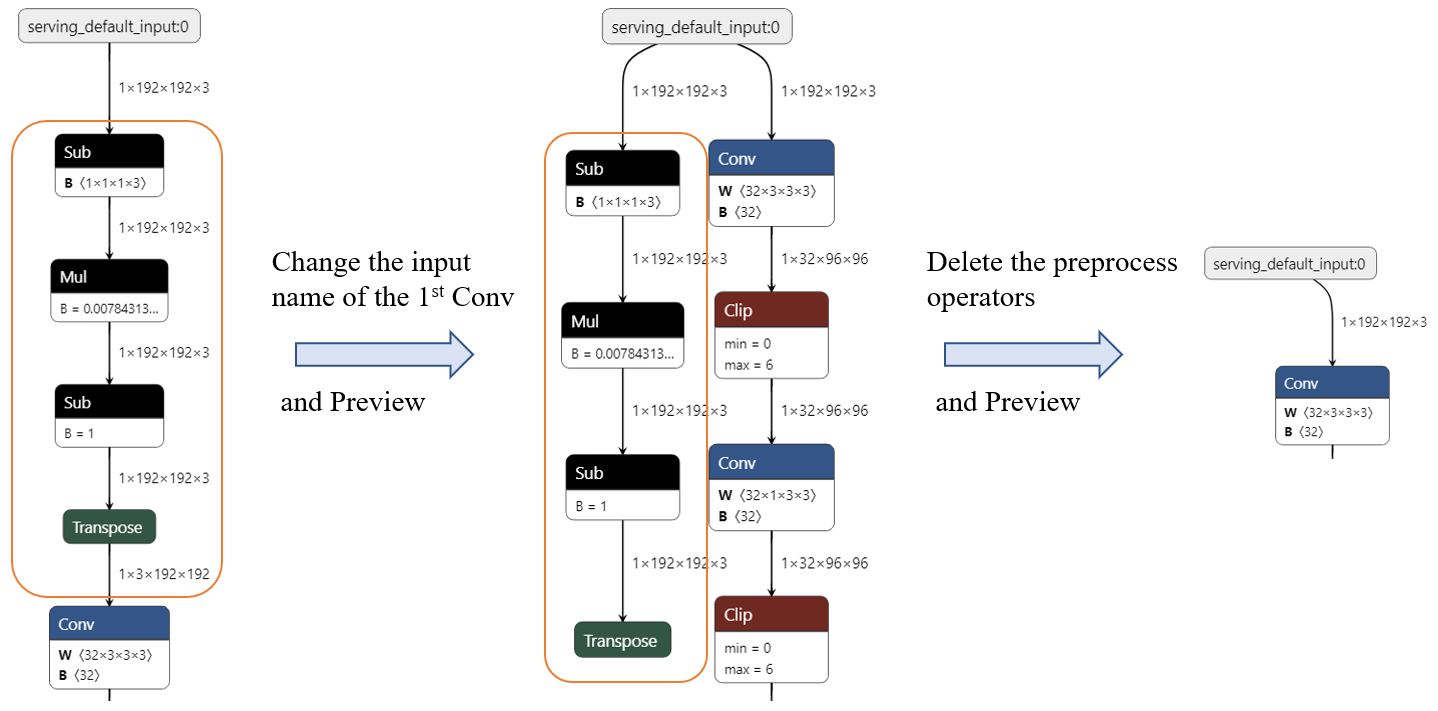 serving_default_input:0
1×192×192×3
Sub
B ⟨1×1×1×3⟩
1×192×192×3
Mul
B = 0.00784313...
1×192×192×3
Sub
B = 1
1×192×192×3
Transpose
1×3×192×192
Conv
W ⟨32×3×3×3⟩
B ⟨32⟩
Change the input
name of the 1st Conv
and Preview
serving_default_input:0
1×192×192×3
Sub
B ⟨1×1×1×3⟩
1×192×192×3
Mul
B = 0.00784313...
1×192×192×3
Sub
B = 1
1×192×192×3
Transpose
1×192×192×3
Conv
W ⟨32×3×3×3⟩
B ⟨32⟩
1×32×96×96
Clip
min = 0
max = 6
1×32×96×96
Conv
W ⟨32×1×3×3⟩
B ⟨32⟩
1×32×96×96
Clip
min = 0
max = 6
Delete the preprocess
operators
and Preview
serving_default_input:0
1×192×192×3
Conv
W ⟨32×3×3×3⟩
B ⟨32⟩